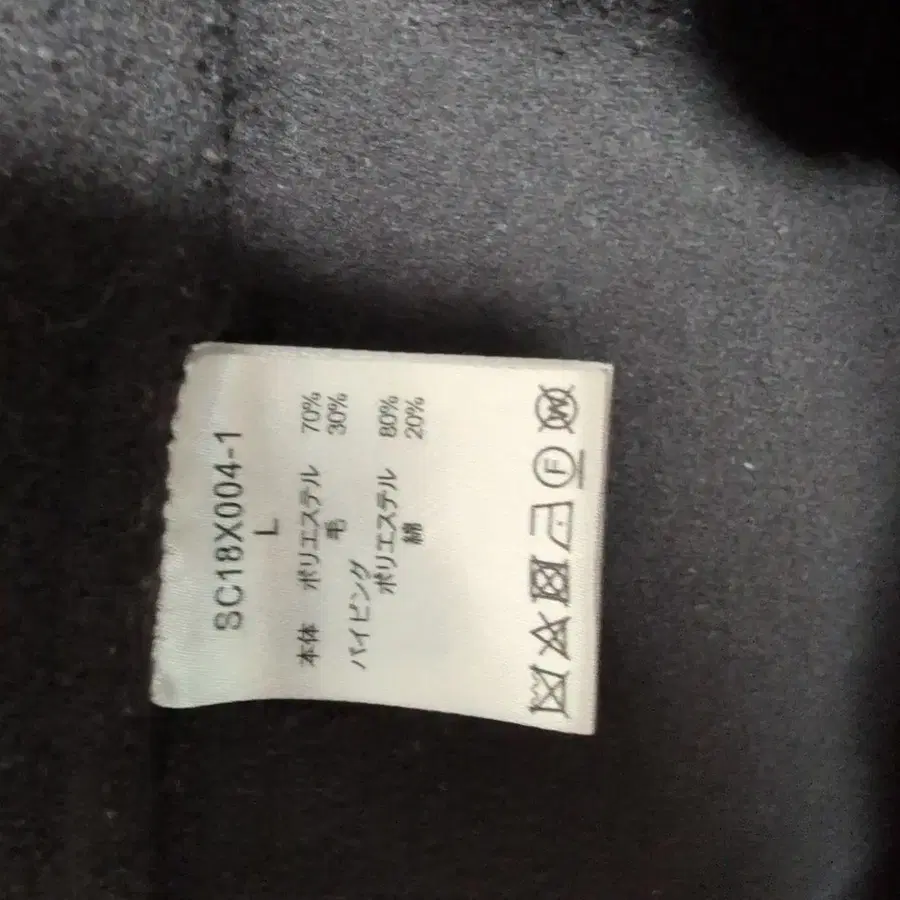 SC18X004-1
L
本体 ポリエステル 70%
毛 30%
パイピング
ポリエステル 80%
綿 20%
F W